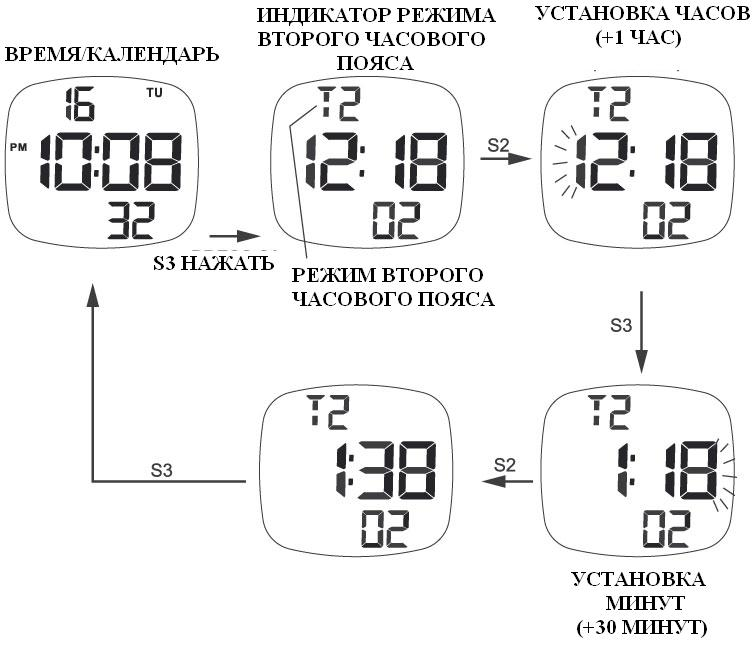 ВРЕМЯ/КАЛЕНДАРЬ
ИНДИКАТОР РЕЖИМА
ВТОРОГО ЧАСОВОГО
ПОЯСА
УСТАНОВКА ЧАСОВ
(+1 ЧАС)
16 TU
PM 10:08
32
T2
12: 18
02
S2
T2
12: 18
02
S3 НАЖАТЬ
РЕЖИМ ВТОРОГО
ЧАСОВОГО ПОЯСА
S3
T2
1: 18
02
S2
T2
1:38
02
S3
УСТАНОВКА
МИНУТ
(+30 МИНУТ)